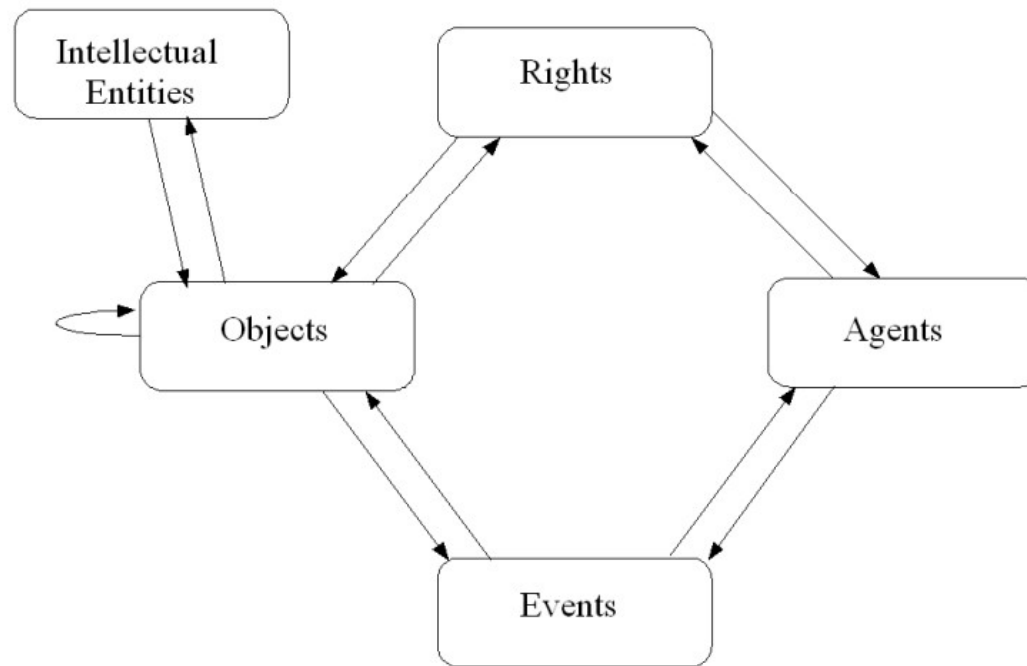 Intellectual
Entities
Rights
Objects
Agents
Events